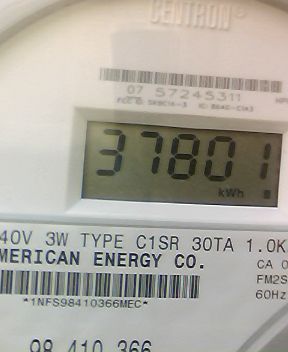 CENTRON®
07 57245311
37801
kWh
40V 3W TYPE C1SR 30TA 1.0K
MERICAN ENERGY CO.
CA 0
FM2S
60Hz
*1NFS98410366MEC*
98 410 366